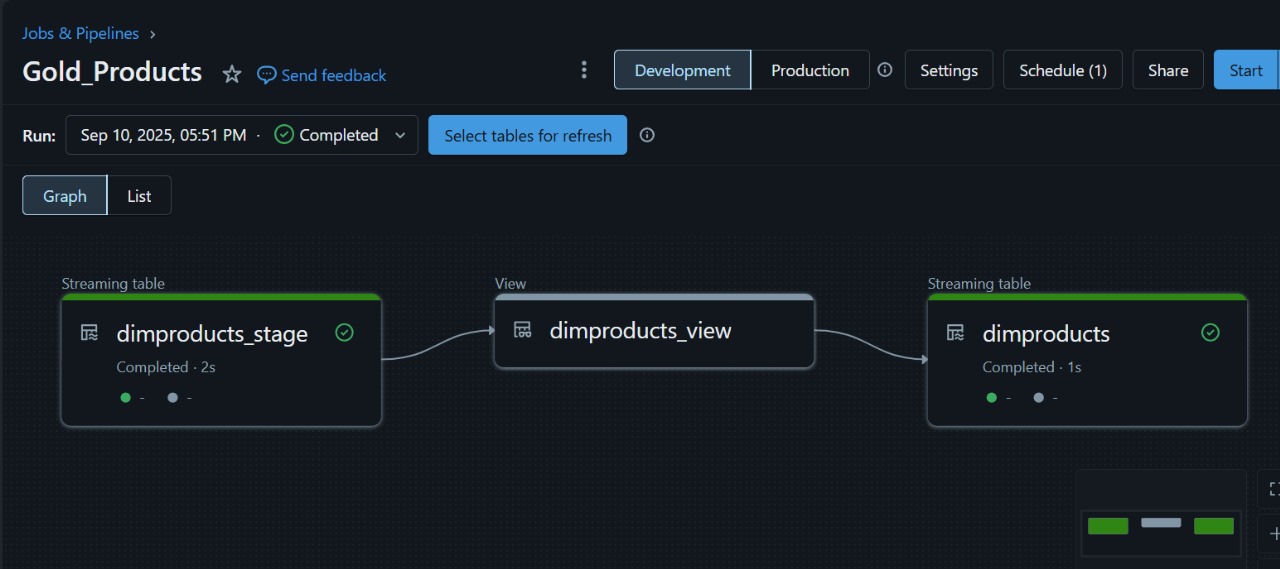 Jobs & Pipelines ›
Gold_Products Send feedback Development Production Settings Schedule (1) Share Start
Run: Sep 10, 2025, 05:51 PM · Completed Select tables for refresh
Graph List
Streaming table View Streaming table
dimproducts_stage dimproducts_view dimproducts
Completed · 2s Completed · 1s
- - - -